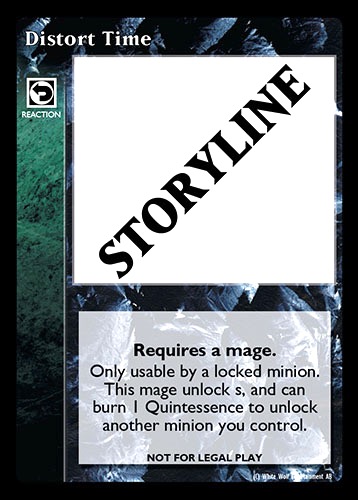 Distort Time
REACTION
STORYLINE
Requires a mage.
Only usable by a locked minion.
This mage unlock s, and can
burn 1 Quintessence to unlock
another minion you control.
NOT FOR LEGAL PLAY
(C) White Wolf Entertainment AB